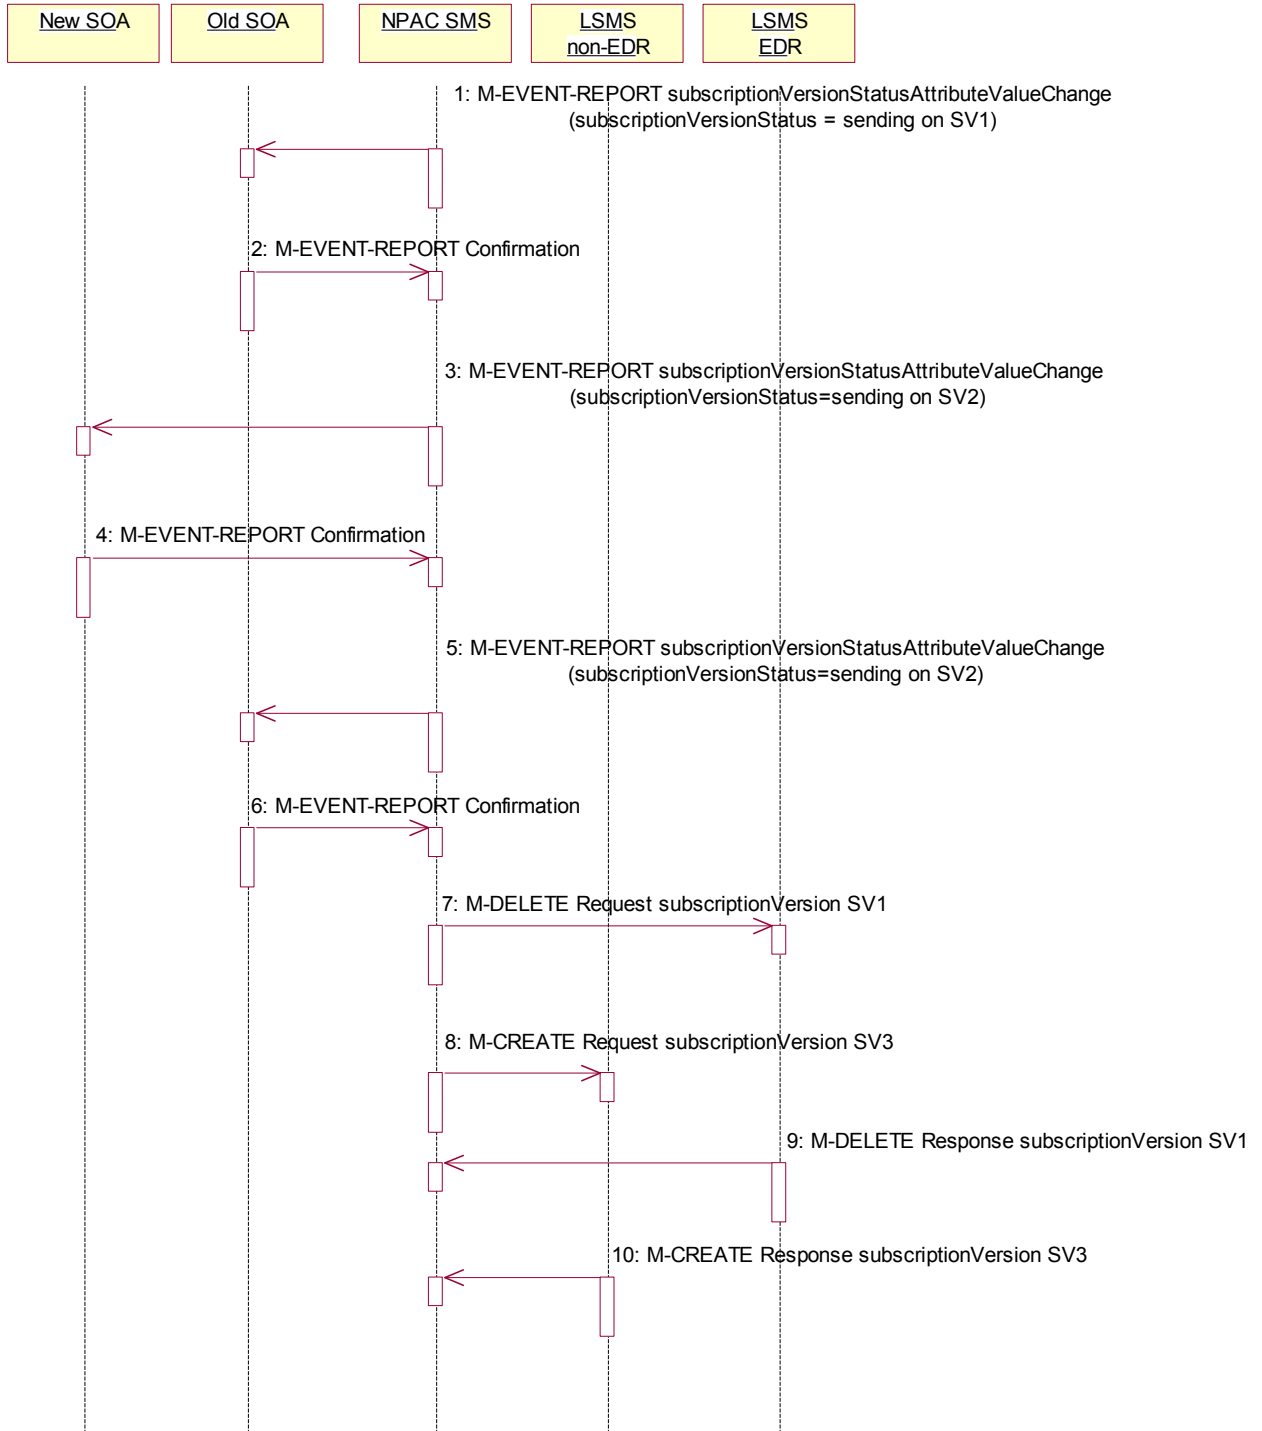 New SOA
Old SOA
NPAC SMS
LSMS
non-EDR
LSMS
EDR
1: M-EVENT-REPORT subscriptionVersionStatusAttributeValueChange
(subscriptionVersionStatus = sending on SV1)
2: M-EVENT-REPORT Confirmation
3: M-EVENT-REPORT subscriptionVersionStatusAttributeValueChange
(subscriptionVersionStatus=sending on SV2)
4: M-EVENT-REPORT Confirmation
5: M-EVENT-REPORT subscriptionVersionStatusAttributeValueChange
(subscriptionVersionStatus=sending on SV2)
6: M-EVENT-REPORT Confirmation
7: M-DELETE Request subscriptionVersion SV1
8: M-CREATE Request subscriptionVersion SV3
9: M-DELETE Response subscriptionVersion SV1
10: M-CREATE Response subscriptionVersion SV3